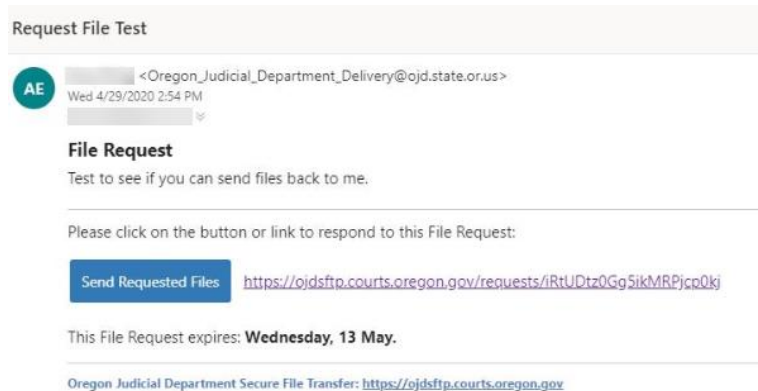 Request File Test
AE
<Oregon_Judicial_Department_Delivery@ojd.state.or.us>
Wed 4/29/2020 2:54 PM
File Request
Test to see if you can send files back to me.
Please click on the button or link to respond to this File Request:
Send Requested Files https://ojdsftp.courts.oregon.gov/requests/iRtUDtz0Gg5ikMRPjcp0kj
This File Request expires: Wednesday, 13 May.
Oregon Judicial Department Secure File Transfer: https://ojdsftp.courts.oregon.gov